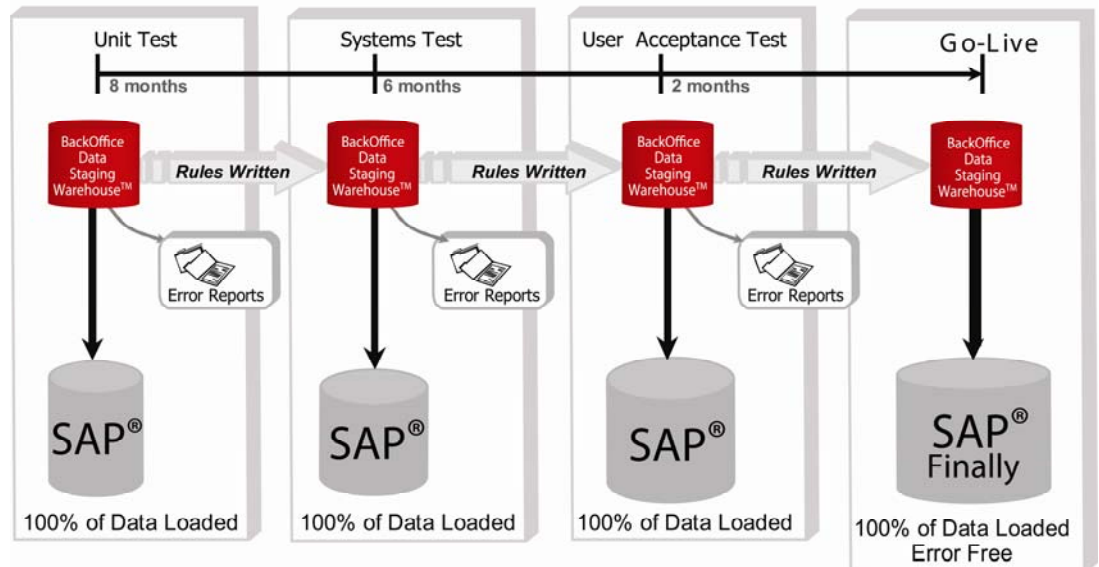 Unit Test
Systems Test
User Acceptance Test
Go-Live
8 months
6 months
2 months
BackOffice
Data
Staging
Warehouse™
Rules Written
BackOffice
Data
Staging
Warehouse™
Rules Written
BackOffice
Data
Staging
Warehouse™
Rules Written
BackOffice
Data
Staging
Warehouse™
Error Reports
Error Reports
Error Reports
SAP®
SAP®
SAP®
SAP®
Finally
100% of Data Loaded
100% of Data Loaded
100% of Data Loaded
100% of Data Loaded
Error Free